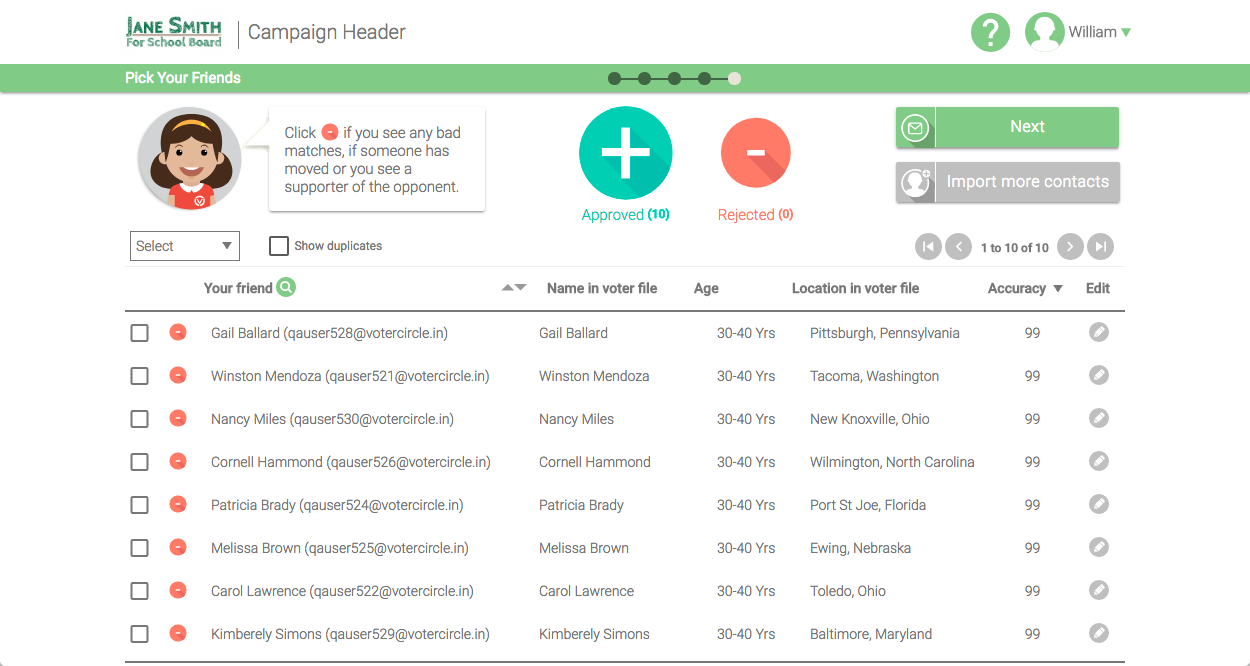 JANE SMITH
For School Board
Campaign Header
?
William
Pick Your Friends
Click - if you see any bad
matches, if someone has
moved or you see a
supporter of the opponent.
Approved (10)
Rejected (0)
Next
Import more contacts
Select
Show duplicates
1 to 10 of 10
Your friend Name in voter file Age Location in voter file Accuracy Edit
Gail Ballard (qauser528@votercircle.in) Gail Ballard 30-40 Yrs Pittsburgh, Pennsylvania 99
Winston Mendoza (qauser521@votercircle.in) Winston Mendoza 30-40 Yrs Tacoma, Washington 99
Nancy Miles (qauser530@votercircle.in) Nancy Miles 30-40 Yrs New Knoxville, Ohio 99
Cornell Hammond (qauser526@votercircle.in) Cornell Hammond 30-40 Yrs Wilmington, North Carolina 99
Patricia Brady (qauser524@votercircle.in) Patricia Brady 30-40 Yrs Port St Joe, Florida 99
Melissa Brown (qauser525@votercircle.in) Melissa Brown 30-40 Yrs Ewing, Nebraska 99
Carol Lawrence (qauser522@votercircle.in) Carol Lawrence 30-40 Yrs Toledo, Ohio 99
Kimberely Simons (qauser529@votercircle.in) Kimberely Simons 30-40 Yrs Baltimore, Maryland 99